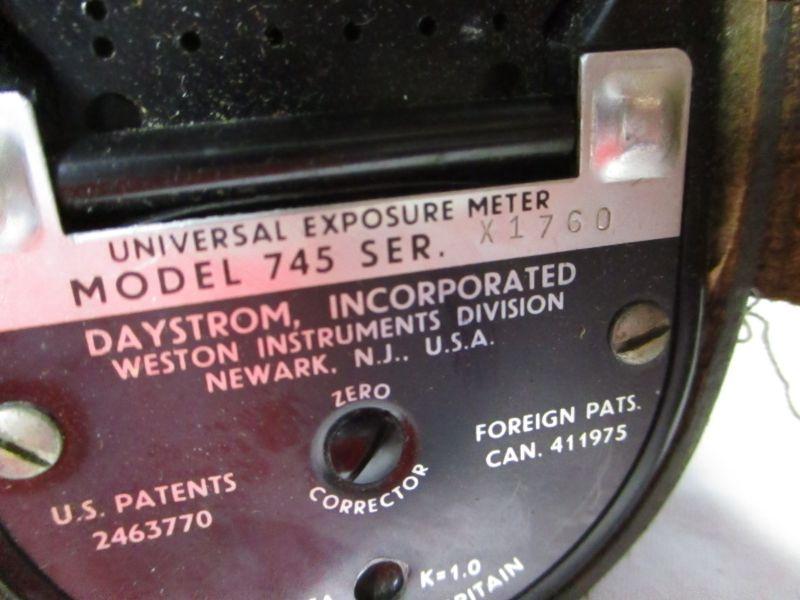 UNIVERSAL EXPOSURE METER
MODEL 745 SER. X1760
DAYSTROM, INCORPORATED
WESTON INSTRUMENTS DIVISION
NEWARK, N.J., U.S.A.
ZERO
CORRECTOR
FOREIGN PATS.
CAN. 411975
U.S. PATENTS
2463770
K=1.0